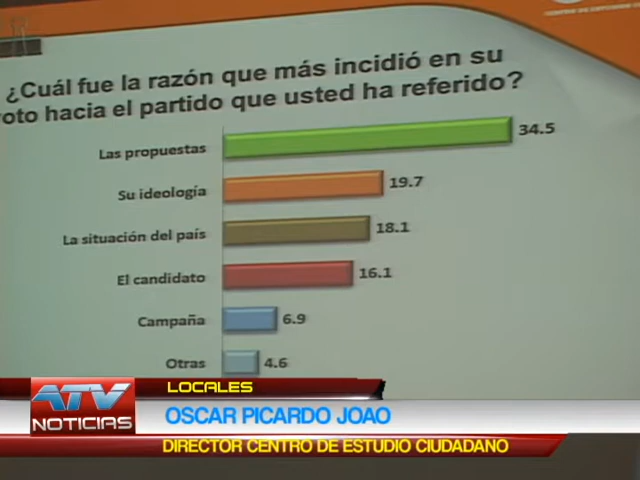 ¿Cuál fue la razón que más incidió en su
voto hacia el partido que usted ha referido?
Las propuestas 34.5
Su ideología 19.7
La situación del país 18.1
El candidato 16.1
Campaña 6.9
Otras 4.6
LOCALES
ATV
NOTICIAS
OSCAR PICARDO JOAO
DIRECTOR CENTRO DE ESTUDIO CIUDADANO